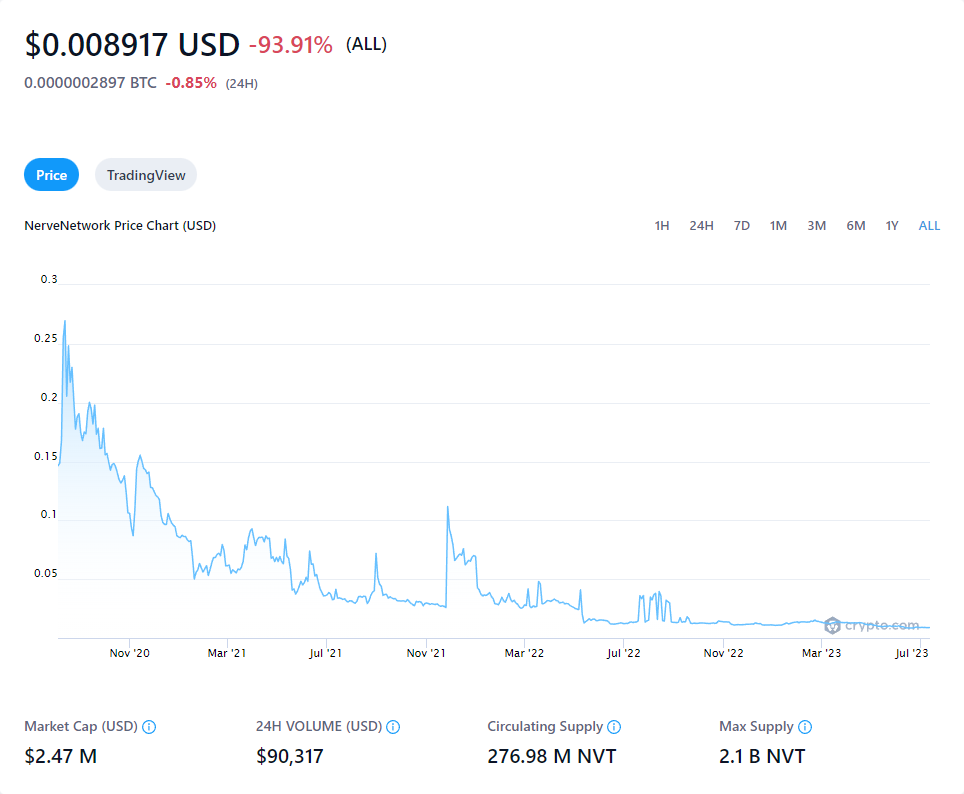 $0.008917 USD -93.91% (ALL)
0.0000002897 BTC -0.85% (24H)
Price TradingView
NerveNetwork Price Chart (USD) 1H 24H 7D 1M 3M 6M 1Y ALL
0.3
0.25
0.2
0.15
0.1
0.05
crypto.com
Nov '20 Mar '21 Jul '21 Nov '21 Mar '22 Jul '22 Nov '22 Mar '23 Jul '23
Market Cap (USD) 24H VOLUME (USD) Circulating Supply Max Supply
$2.47 M $90,317 276.98 M NVT 2.1 B NVT